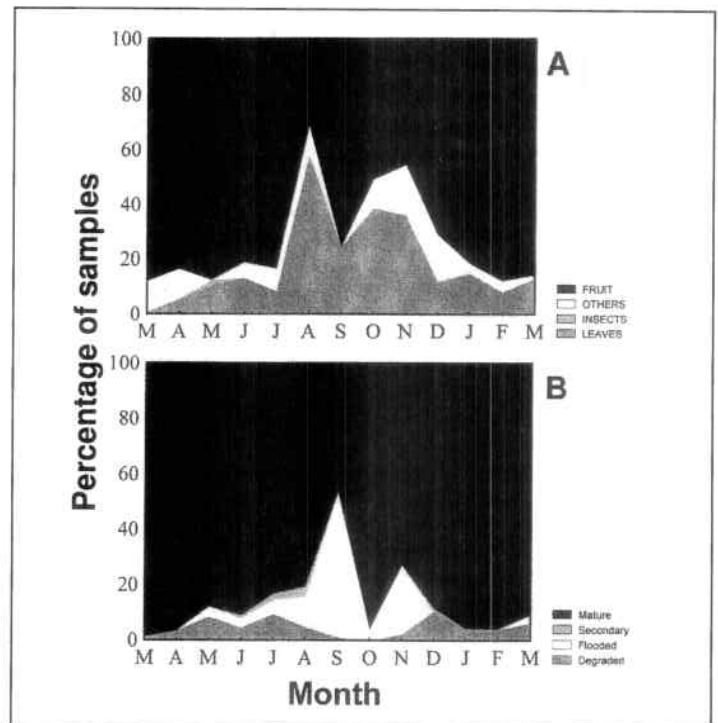 100
A
80
60
40
20
0
M A M J J A S O N D J F M
FRUIT
OTHERS
INSECTS
LEAVES
Percentage of samples
100
B
80
60
40
20
0
M A M J J A S O N D J F M
Mature
Secondary
Flooded
Degraded
Month